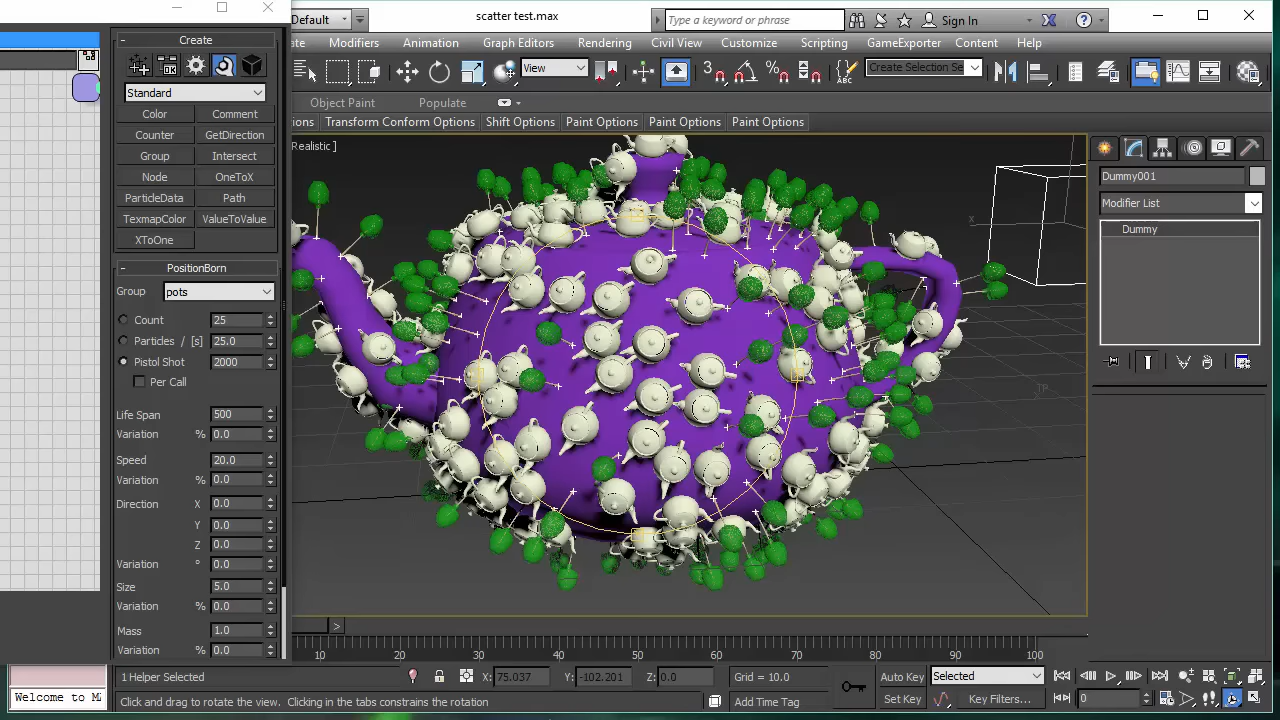 Default
scatter test.max
Type a keyword or phrase
Sign In
Modifiers
Animation
Graph Editors
Rendering
Civil View
Customize
Scripting
GameExporter
Content
Help
View
Create Selection Se
Object Paint
Populate
Transform Conform Options
Shift Options
Paint Options
Paint Options
Paint Options
Realistic ]
Create
Standard
Color
Comment
Counter
GetDirection
Group
Intersect
Node
OneToX
ParticleData
Path
TexmapColor
ValueToValue
XToOne
PositionBorn
Group pots
Count 25
Particles / [s] 25.0
Pistol Shot 2000
Per Call
Life Span 500
Variation % 0.0
Speed 20.0
Variation % 0.0
Direction X 0.0
Y 0.0
Z 0.0
Variation ° 0.0
Size 5.0
Variation % 0.0
Mass 1.0
Variation % 0.0
Dummy001
Modifier List
Dummy
x
TP
>
10 20 30 40 50 60 70 80 90 100
1 Helper Selected
X: 75.037 Y: -102.201 Z: 0.0
Grid = 10.0
Auto Key
Selected
Welcome to M
Click and drag to rotate the view. Clicking in the tabs constrains the rotation
Add Time Tag
Set Key
Key Filters...
0